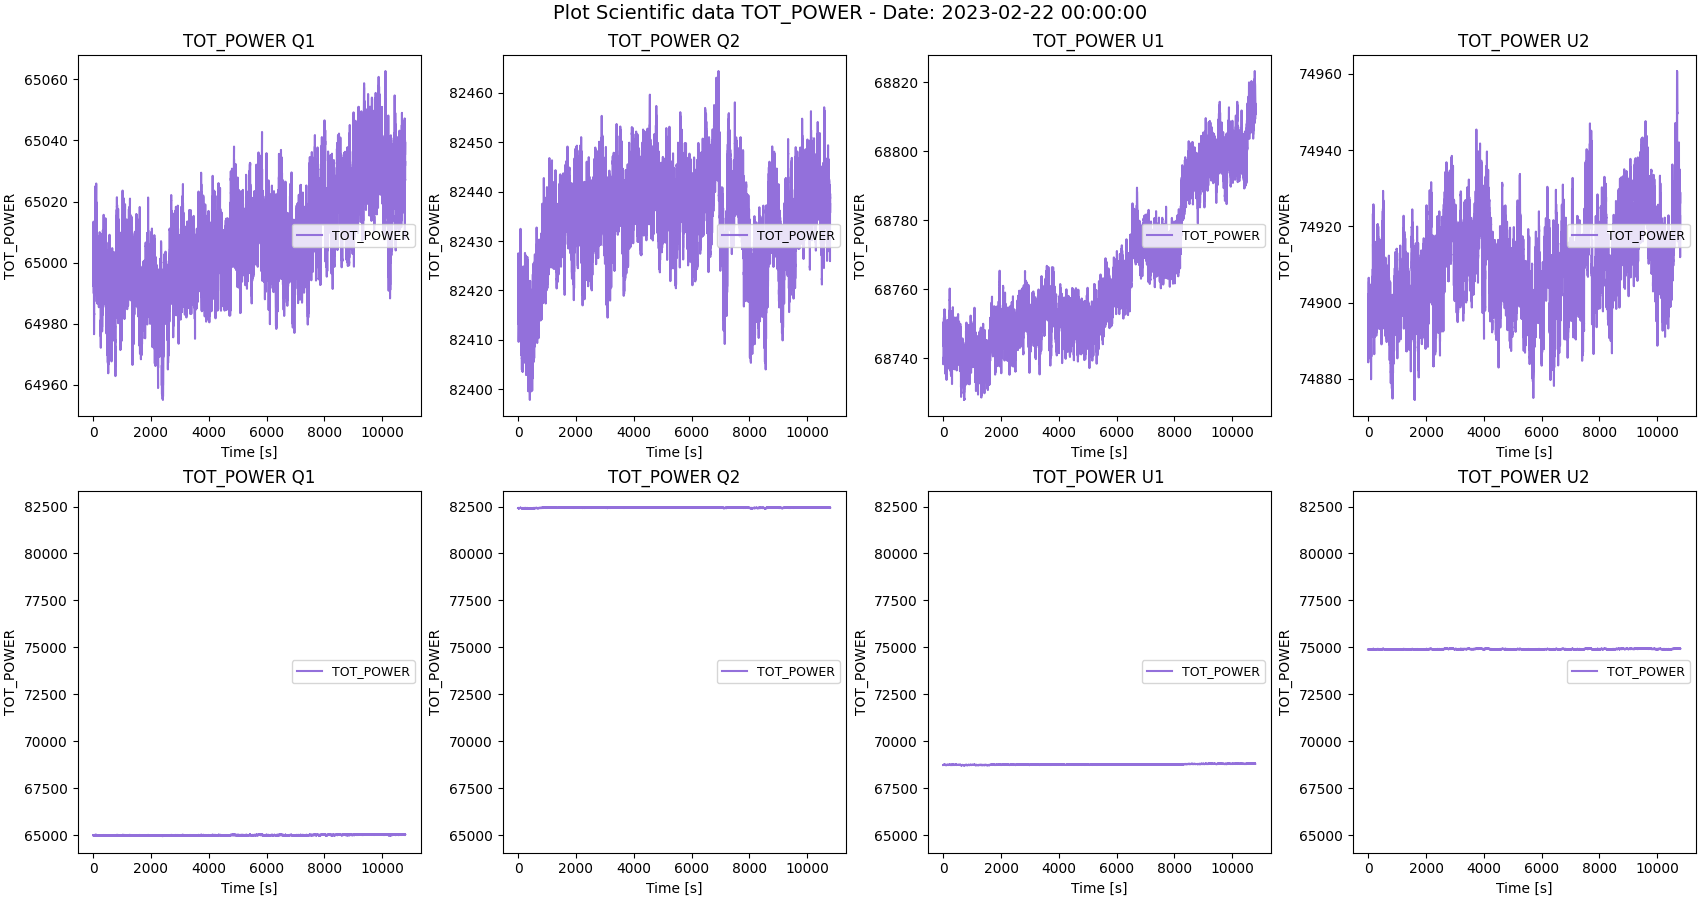 Plot Scientific data TOT_POWER - Date: 2023-02-22 00:00:00
TOT_POWER Q1
TOT_POWER
65060
65040
65020
65000
64980
64960
TOT_POWER
0 2000 4000 6000 8000 10000
Time [s]
TOT_POWER Q2
TOT_POWER
82460
82450
82440
82430
82420
82410
82400
TOT_POWER
0 2000 4000 6000 8000 10000
Time [s]
TOT_POWER U1
TOT_POWER
68820
68800
68780
68760
68740
TOT_POWER
0 2000 4000 6000 8000 10000
Time [s]
TOT_POWER U2
TOT_POWER
74960
74940
74920
74900
74880
TOT_POWER
0 2000 4000 6000 8000 10000
Time [s]
TOT_POWER Q1
TOT_POWER
82500
80000
77500
75000
72500
70000
67500
65000
TOT_POWER
0 2000 4000 6000 8000 10000
Time [s]
TOT_POWER Q2
TOT_POWER
82500
80000
77500
75000
72500
70000
67500
65000
TOT_POWER
0 2000 4000 6000 8000 10000
Time [s]
TOT_POWER U1
TOT_POWER
82500
80000
77500
75000
72500
70000
67500
65000
TOT_POWER
0 2000 4000 6000 8000 10000
Time [s]
TOT_POWER U2
TOT_POWER
82500
80000
77500
75000
72500
70000
67500
65000
TOT_POWER
0 2000 4000 6000 8000 10000
Time [s]